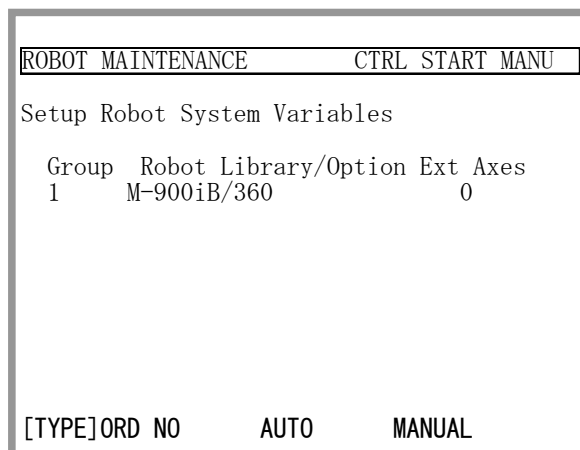 ROBOT MAINTENANCE CTRL START MANU
Setup Robot System Variables
Group Robot Library/Option Ext Axes
1 M-900iB/360 0
[TYPE]ORD NO AUTO MANUAL